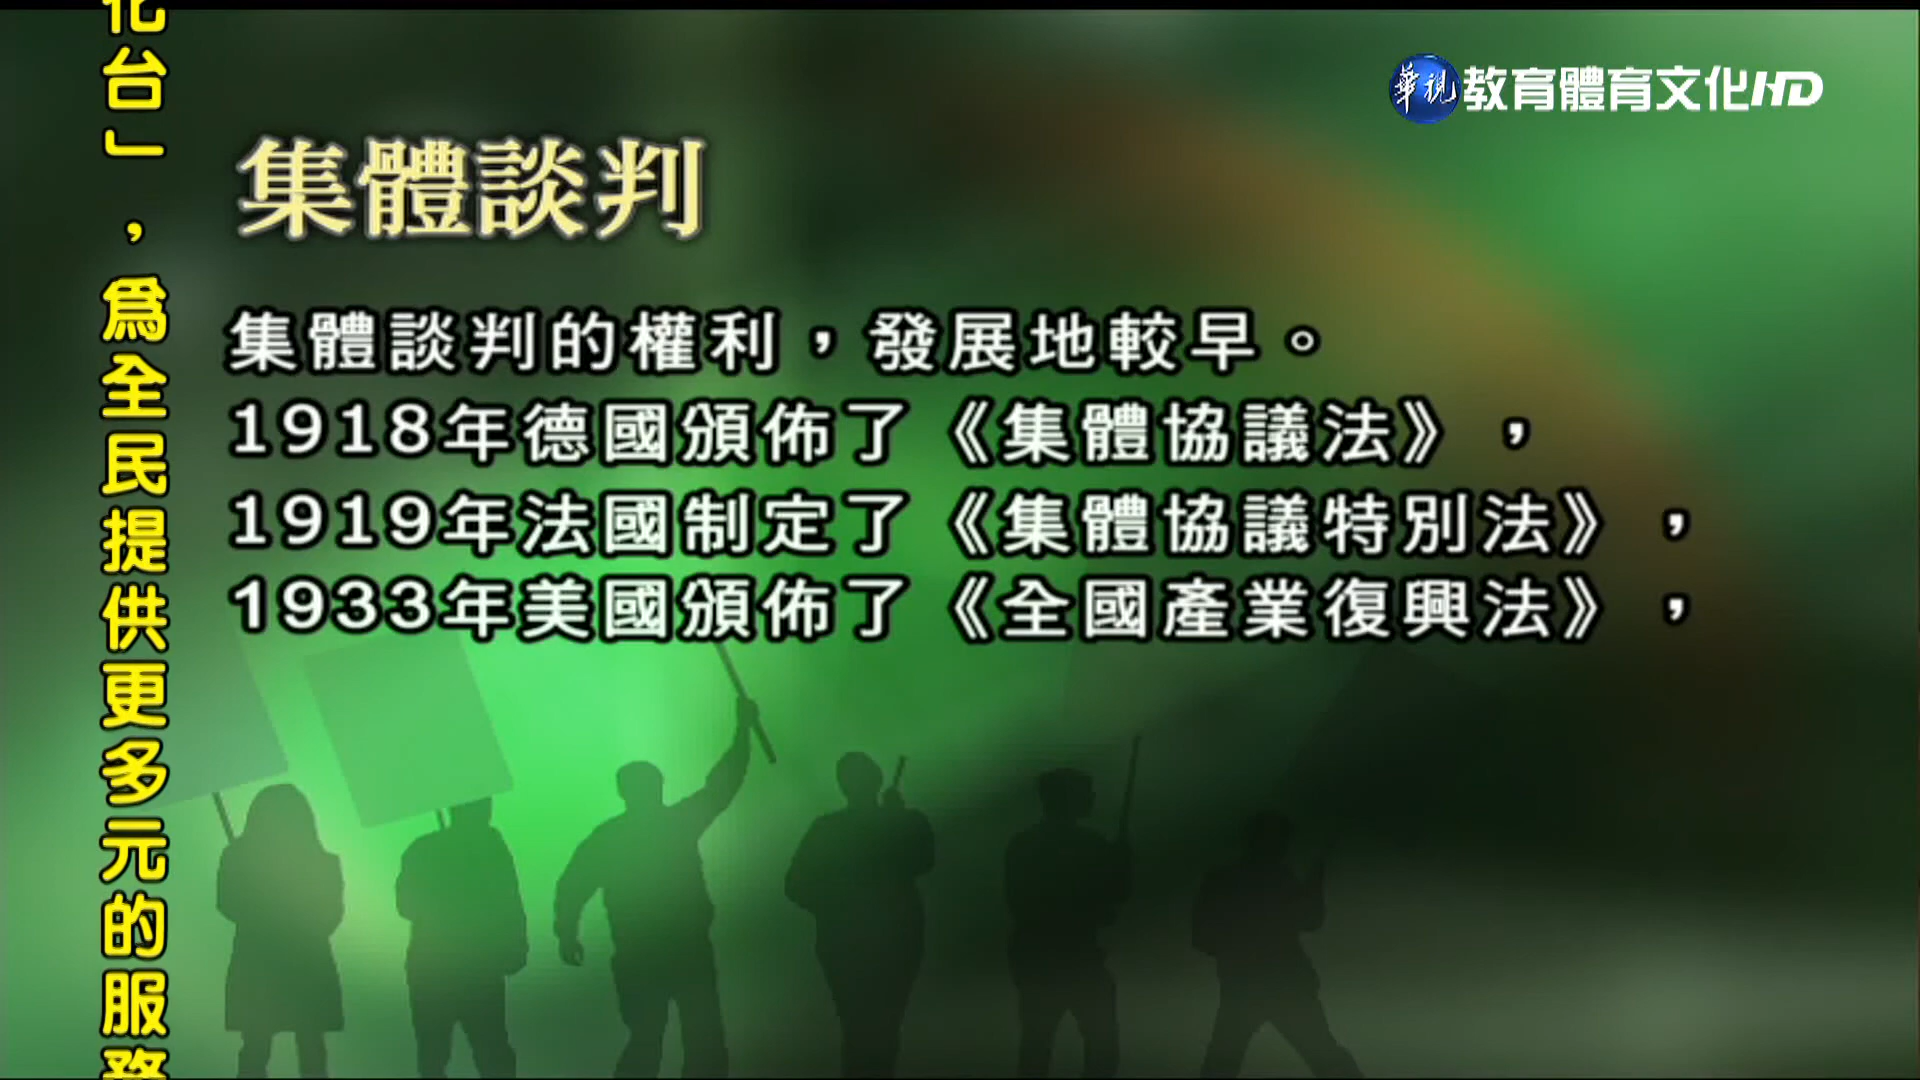 華視教育體育文化HD
集體談判
集體談判的權利，發展地較早。
1918年德國頒佈了《集體協議法》，
1919年法國制定了《集體協議特別法》，
1933年美國頒佈了《全國產業復興法》，
化台」，為全民提供更多元的服務